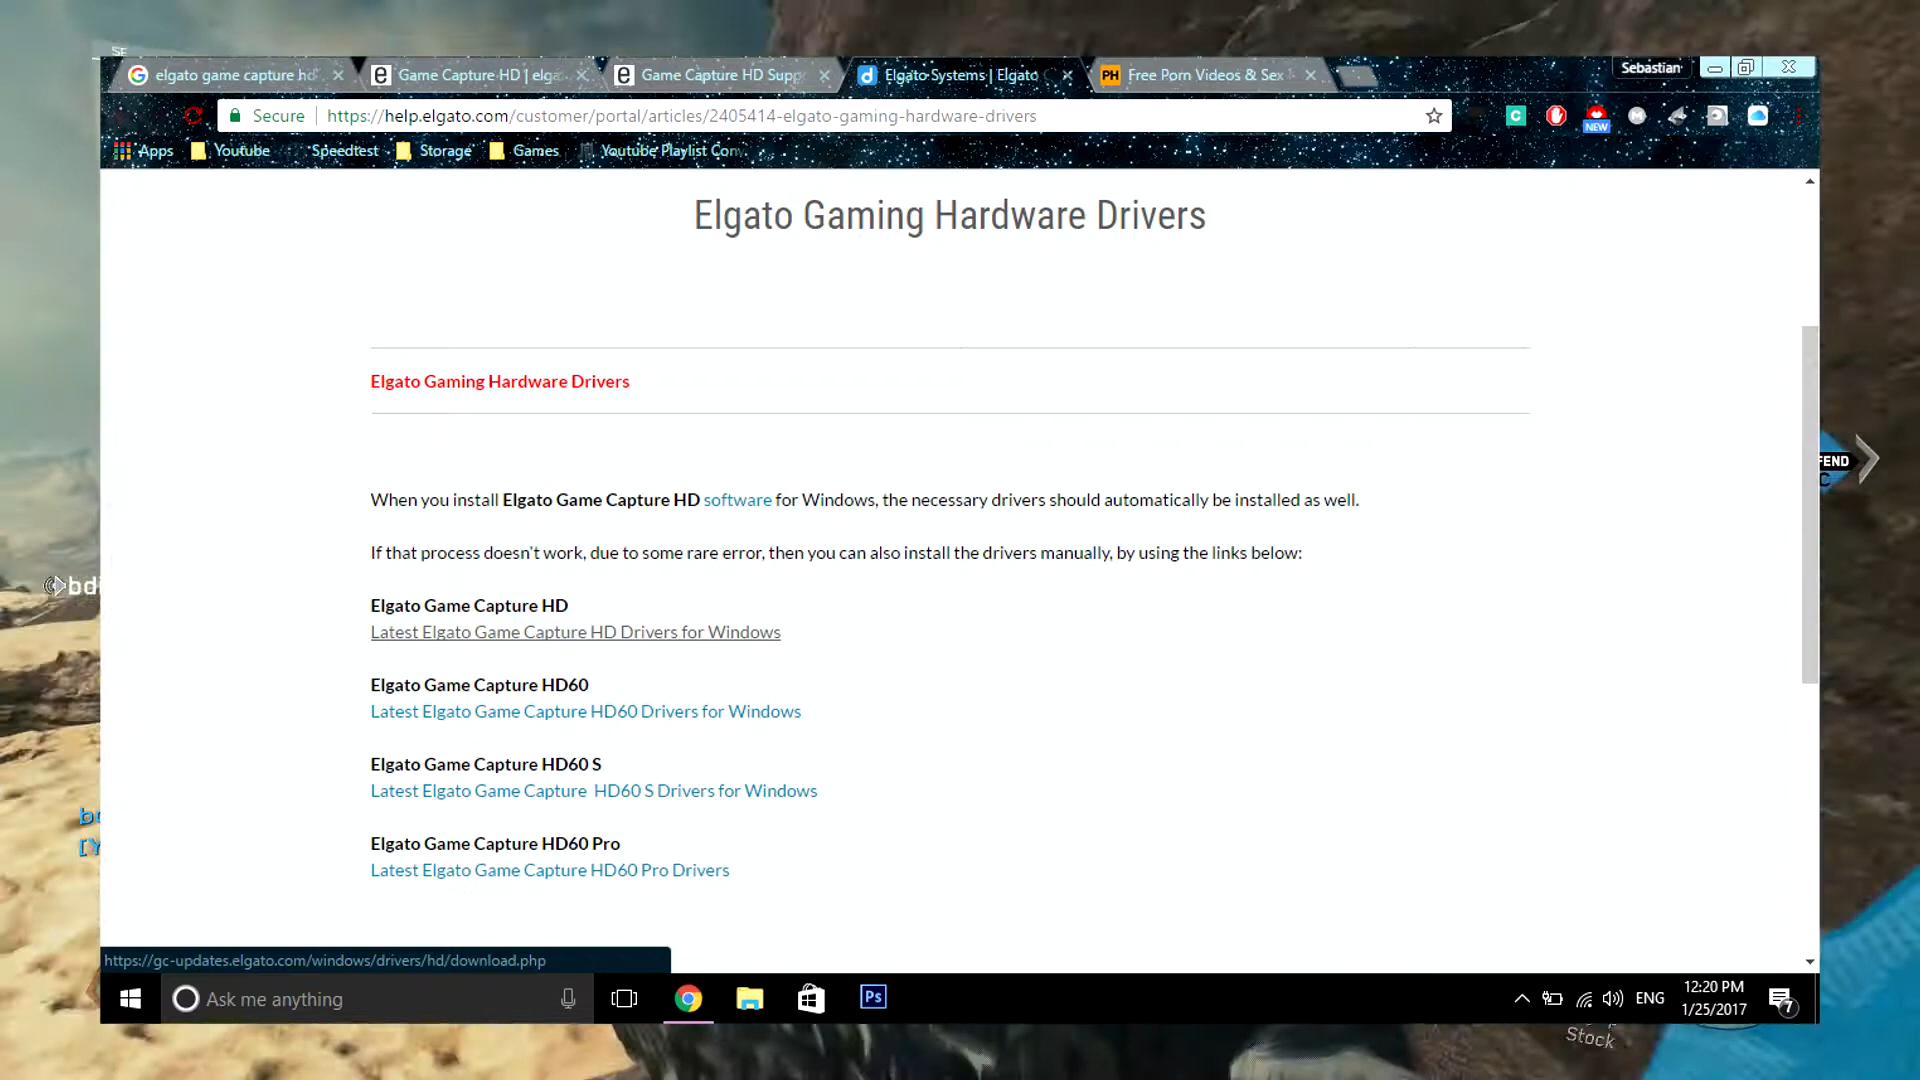 SE
elgato game capture hd
Game Capture HD | elga
Game Capture HD Supp
Elgato Systems | Elgato
PH Free Porn Videos & Sex
Sebastian
Secure https://help.elgato.com/customer/portal/articles/2405414-elgato-gaming-hardware-drivers
NEW
Apps Youtube Speedtest Storage Games Youtube Playlist Con
Elgato Gaming Hardware Drivers
Elgato Gaming Hardware Drivers
When you install Elgato Game Capture HD software for Windows, the necessary drivers should automatically be installed as well.
If that process doesn't work, due to some rare error, then you can also install the drivers manually, by using the links below:
Elgato Game Capture HD
Latest Elgato Game Capture HD Drivers for Windows
Elgato Game Capture HD60
Latest Elgato Game Capture HD60 Drivers for Windows
Elgato Game Capture HD60 S
Latest Elgato Game Capture HD60 S Drivers for Windows
Elgato Game Capture HD60 Pro
Latest Elgato Game Capture HD60 Pro Drivers
FEND
C
bdi
bo
[Y
https://gc-updates.elgato.com/windows/drivers/hd/download.php
Ask me anything
Ps
ENG
12:20 PM
1/25/2017
7
Stock